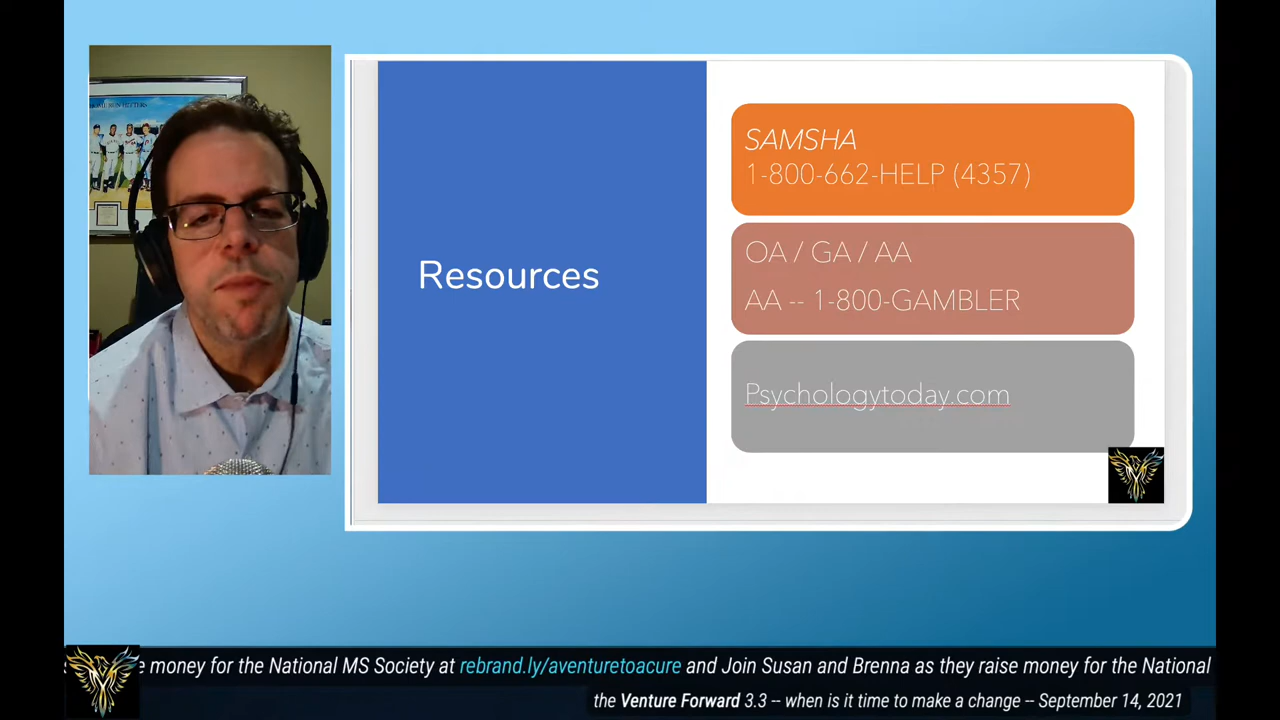 Resources
SAMSHA
1-800-662-HELP (4357)
OA / GA / AA
AA -- 1-800-GAMBLER
Psychologytoday.com
money for the National MS Society at rebrand.ly/aventuretoacure and Join Susan and Brenna as they raise money for the National
the Venture Forward 3.3 -- when is it time to make a change -- September 14, 2021